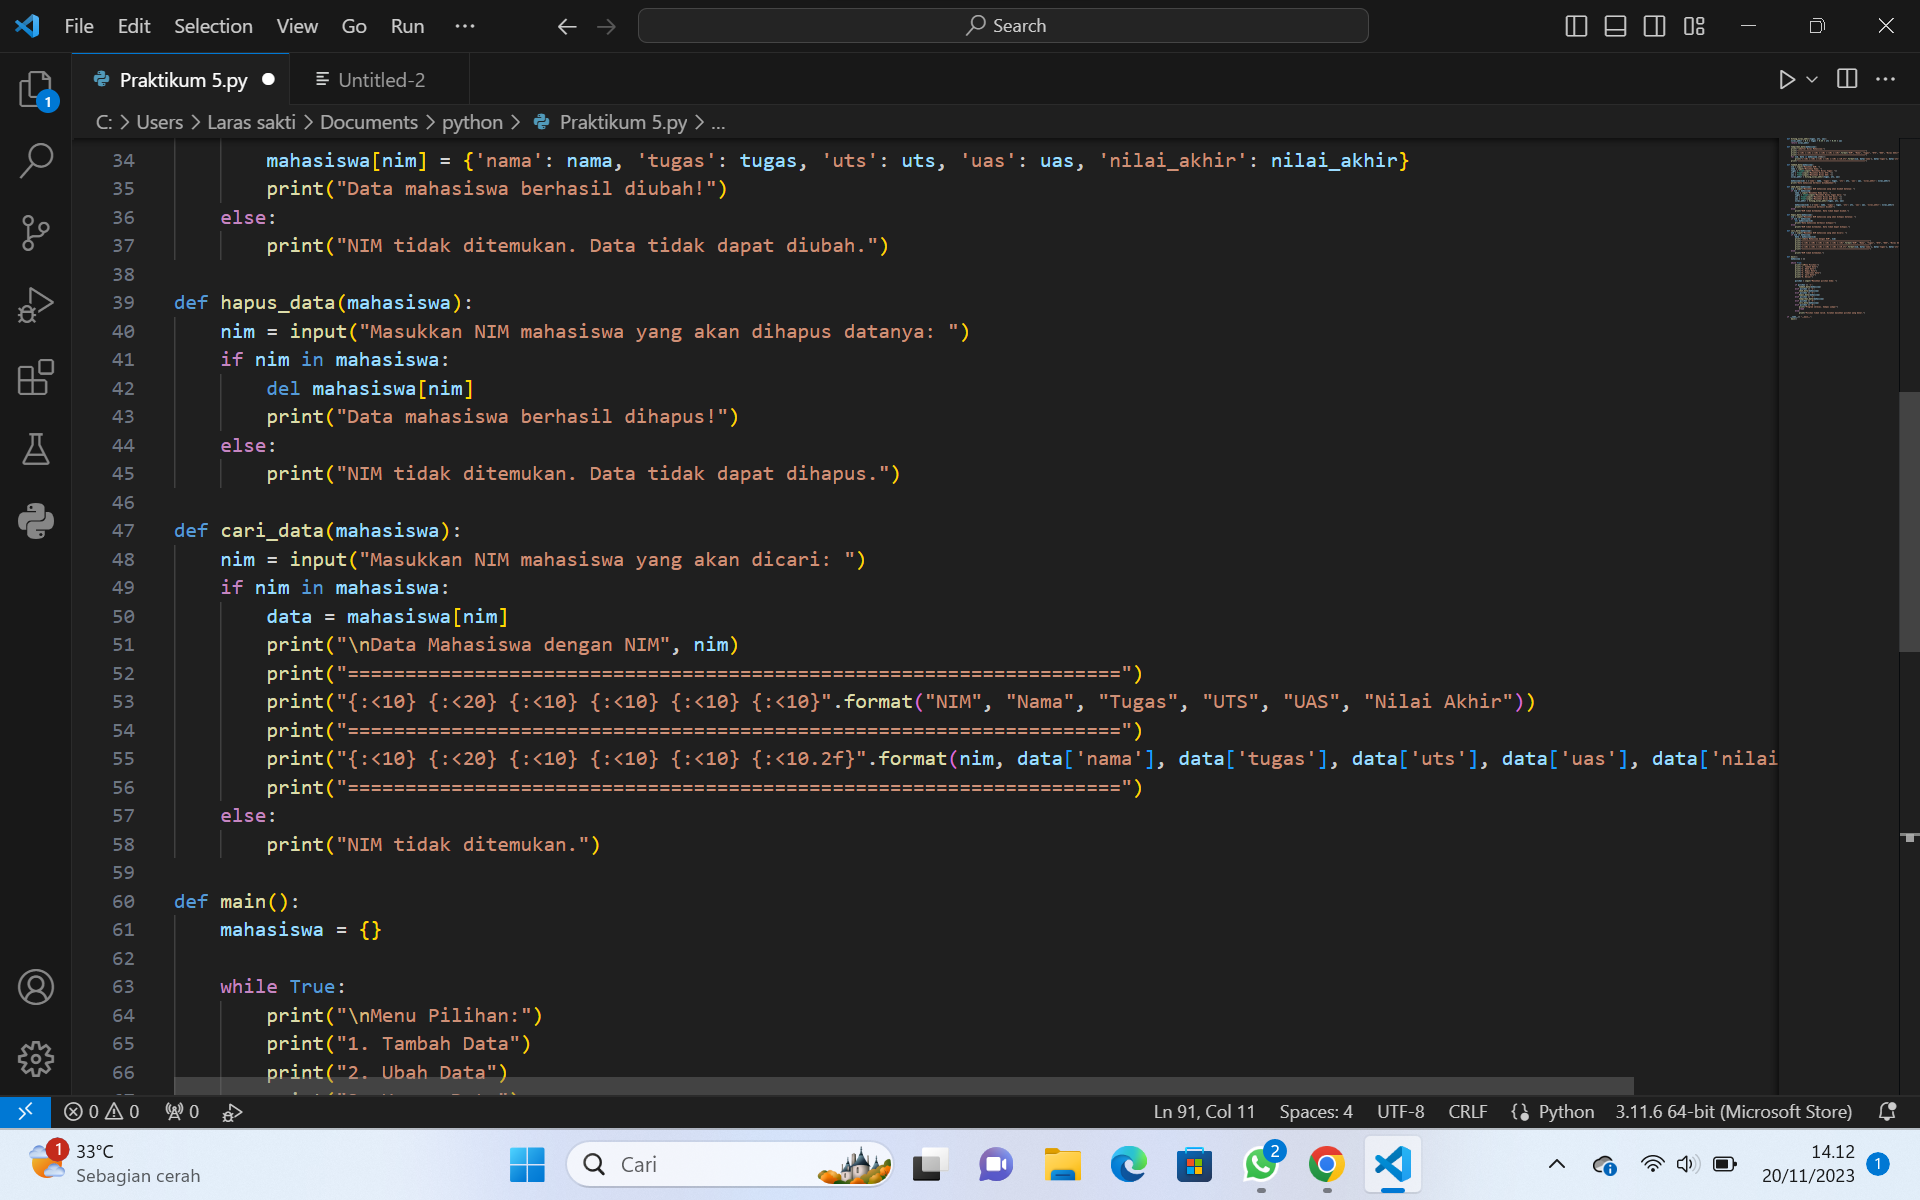 File Edit Selection View Go Run ··· Search
1
Praktikum 5.py Untitled-2
C: > Users > Laras sakti > Documents > python > Praktikum 5.py > ...
34 mahasiswa[nim] = {'nama': nama, 'tugas': tugas, 'uts': uts, 'uas': uas, 'nilai_akhir': nilai_akhir}
35 print("Data mahasiswa berhasil diubah!")
36 else:
37 print("NIM tidak ditemukan. Data tidak dapat diubah.")
38
39 def hapus_data(mahasiswa):
40 nim = input("Masukkan NIM mahasiswa yang akan dihapus datanya: ")
41 if nim in mahasiswa:
42 del mahasiswa[nim]
43 print("Data mahasiswa berhasil dihapus!")
44 else:
45 print("NIM tidak ditemukan. Data tidak dapat dihapus.")
46
47 def cari_data(mahasiswa):
48 nim = input("Masukkan NIM mahasiswa yang akan dicari: ")
49 if nim in mahasiswa:
50 data = mahasiswa[nim]
51 print("\nData Mahasiswa dengan NIM", nim)
52 print("===================================================================")
53 print("{:<10} {:<20} {:<10} {:<10} {:<10} {:<10}".format("NIM", "Nama", "Tugas", "UTS", "UAS", "Nilai Akhir"))
54 print("===================================================================")
55 print("{:<10} {:<20} {:<10} {:<10} {:<10} {:<10.2f}".format(nim, data['nama'], data['tugas'], data['uts'], data['uas'], data['nilai
56 print("===================================================================")
57 else:
58 print("NIM tidak ditemukan.")
59
60 def main():
61 mahasiswa = {}
62
63 while True:
64 print("\nMenu Pilihan:")
65 print("1. Tambah Data")
66 print("2. Ubah Data")
0 0 0 Ln 91, Col 11 Spaces: 4 UTF-8 CRLF {} Python 3.11.6 64-bit (Microsoft Store)
1 33°C
Sebagian cerah
Cari
2
14.12
20/11/2023
1